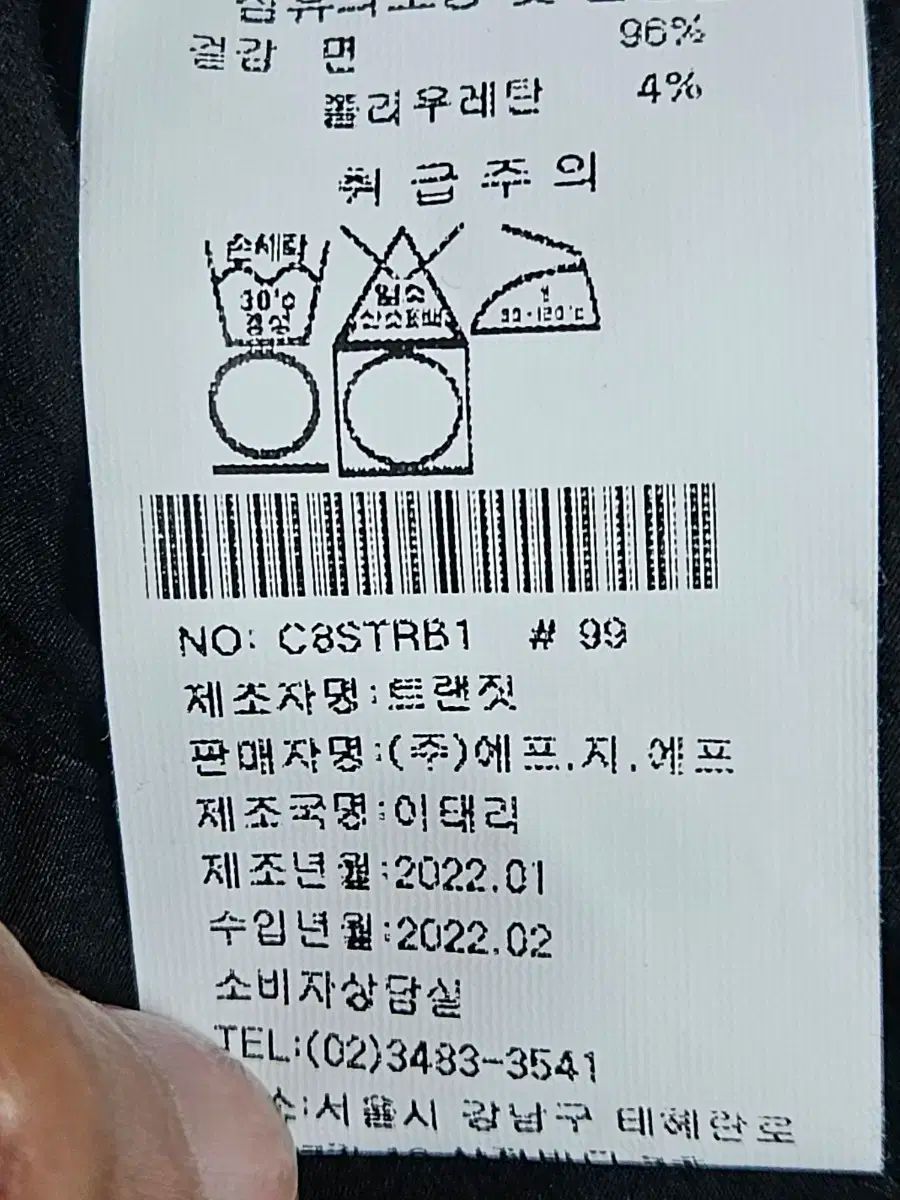 겉감 면 96%
폴리우레탄 4%
취급주의
손세탁
30℃
중성
염소
산소표백
1
80-120℃
NO: C8STRB1 # 99
제조자명:트랜짓
판매자명:(주)에프.지.에프
제조국명:이태리
제조년월:2022.01
수입년월:2022.02
소비자상담실
TEL:(02)3483-3541
소:서울시 강남구 테헤란로